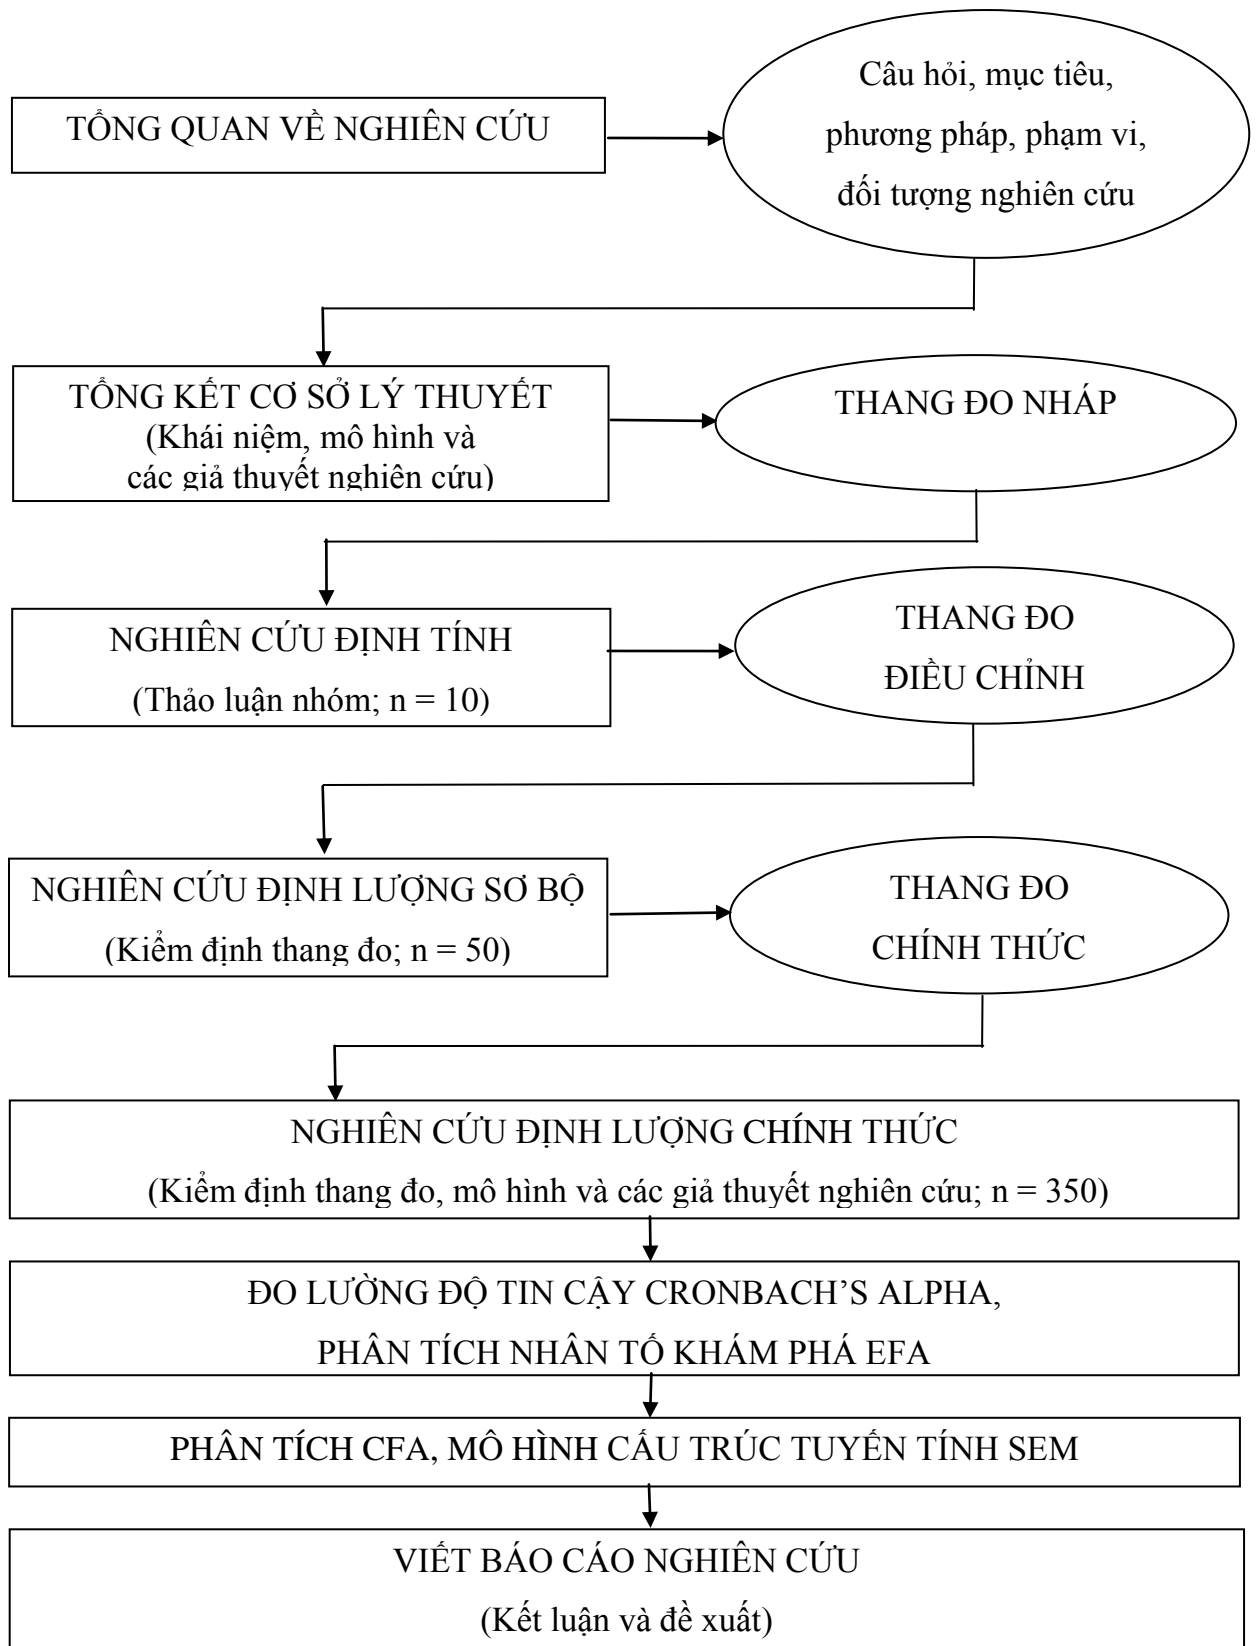 TỔNG QUAN VỀ NGHIÊN CỨU
Câu hỏi, mục tiêu,
phương pháp, phạm vi,
đối tượng nghiên cứu
TỔNG KẾT CƠ SỞ LÝ THUYẾT
(Khái niệm, mô hình và
các giả thuyết nghiên cứu)
THANG ĐO NHÁP
NGHIÊN CỨU ĐỊNH TÍNH
(Thảo luận nhóm; n = 10)
THANG ĐO
ĐIỀU CHỈNH
NGHIÊN CỨU ĐỊNH LƯỢNG SƠ BỘ
(Kiểm định thang đo; n = 50)
THANG ĐO
CHÍNH THỨC
NGHIÊN CỨU ĐỊNH LƯỢNG CHÍNH THỨC
(Kiểm định thang đo, mô hình và các giả thuyết nghiên cứu; n = 350)
ĐO LƯỜNG ĐỘ TIN CẬY CRONBACH’S ALPHA,
PHÂN TÍCH NHÂN TỐ KHÁM PHÁ EFA
PHÂN TÍCH CFA, MÔ HÌNH CẤU TRÚC TUYẾN TÍNH SEM
VIẾT BÁO CÁO NGHIÊN CỨU
(Kết luận và đề xuất)